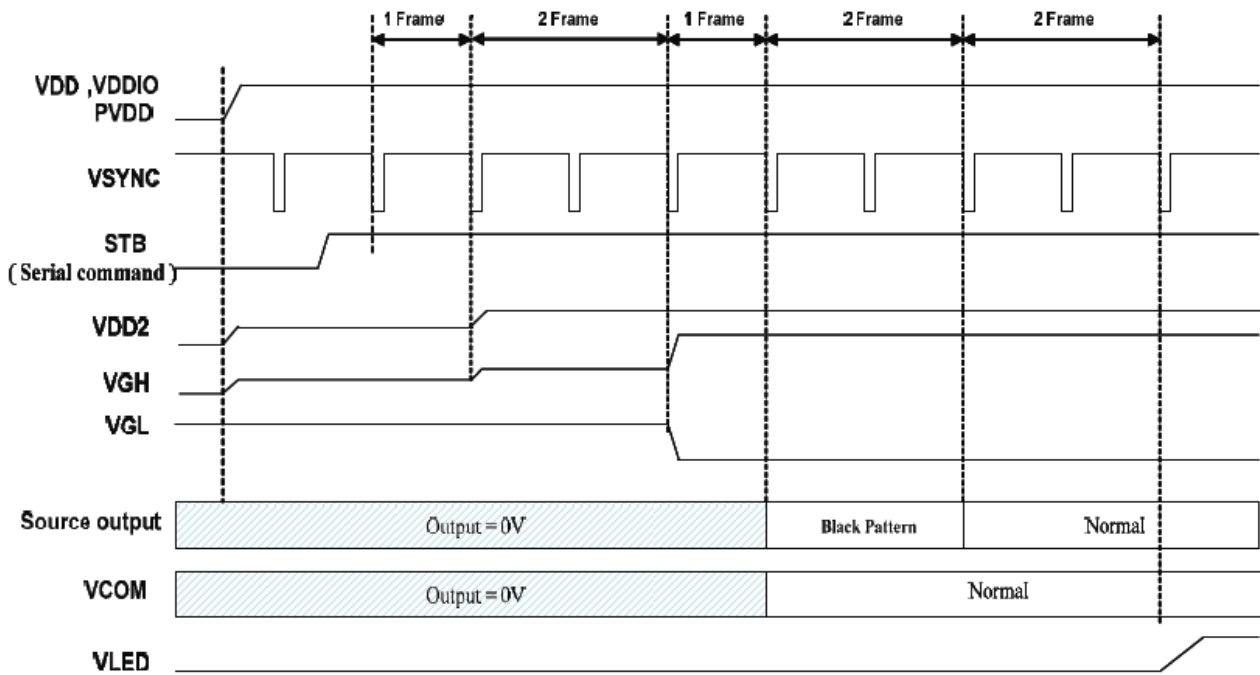 1 Frame 2 Frame 1 Frame 2 Frame 2 Frame
VDD ,VDDIO
PVDD
VSYNC
STB
( Serial command )
VDD2
VGH
VGL
Source output Output = 0V Black Pattern Normal
VCOM Output = 0V Normal
VLED